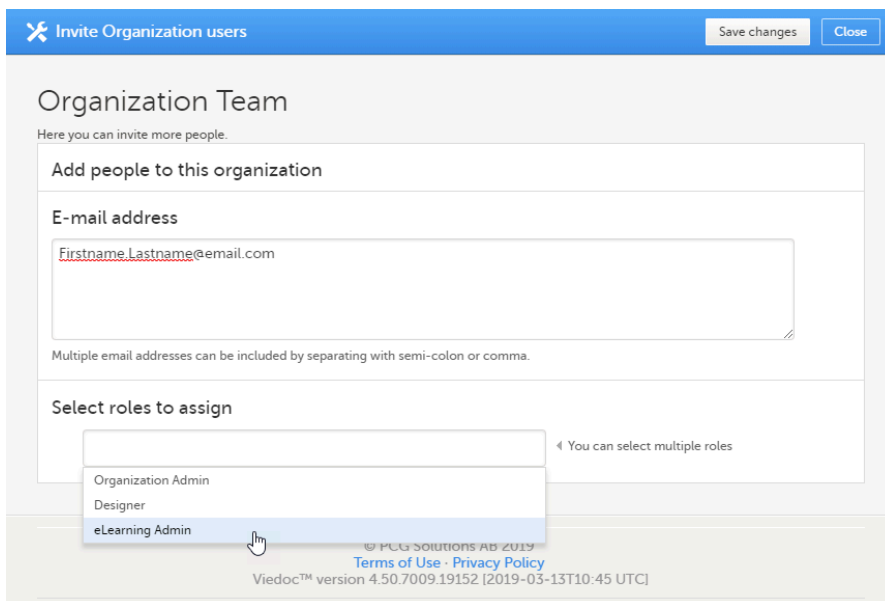 Invite Organization users
Save changes
Close
Organization Team
Here you can invite more people.
Add people to this organization
E-mail address
Firstname.Lastname@email.com
Multiple email addresses can be included by separating with semi-colon or comma.
Select roles to assign
You can select multiple roles
Organization Admin
Designer
eLearning Admin
© PCG Solutions AB 2019
Terms of Use · Privacy Policy
Viedoc™ version 4.50.7009.19152 [2019-03-13T10:45 UTC]